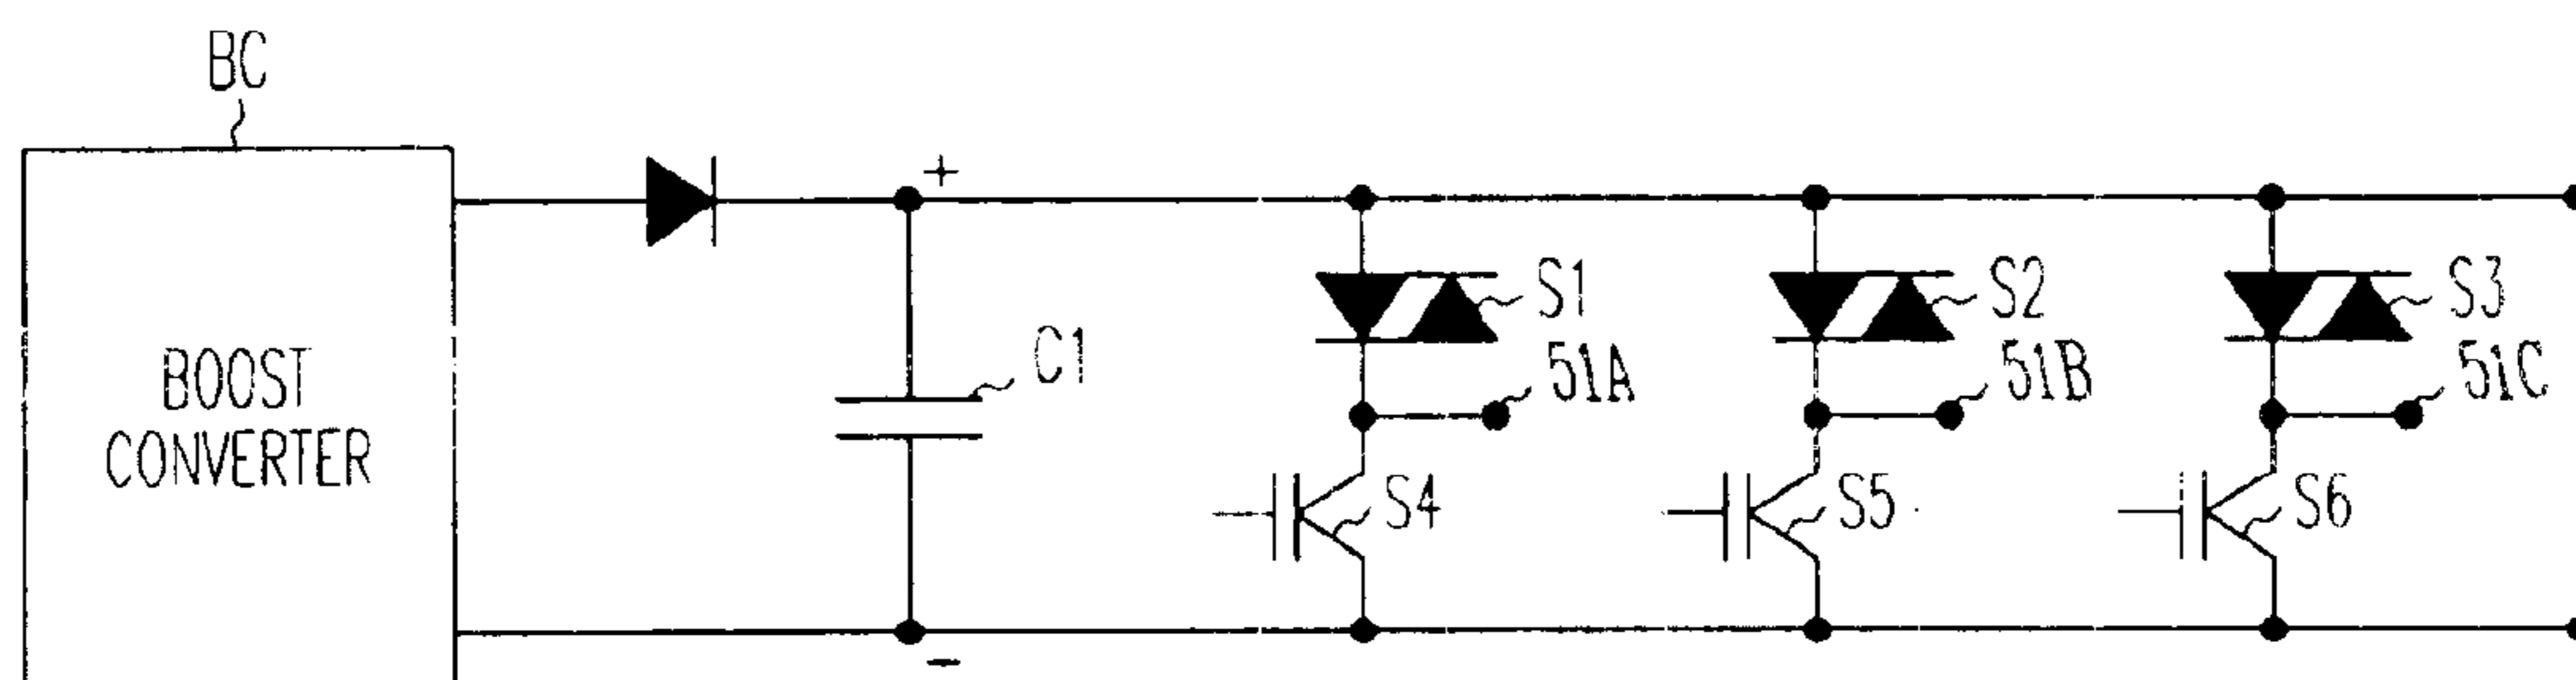 BC
+
S1
S2
S3
BOOST
CONVERTER
C1
51A
51B
51C
S4
S5
S6
-